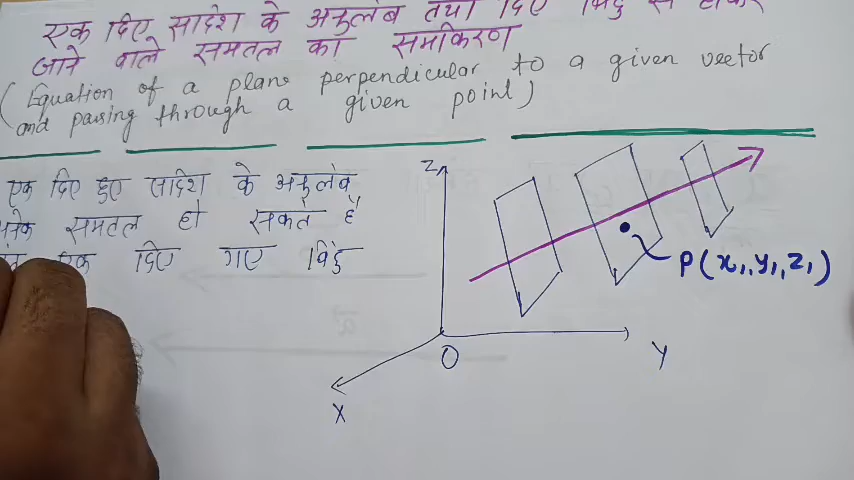 एक दिए सादिश के अनुलंब तथा दिए बिंदु से होकर
जाने वाले समतल का समीकरण
(Equation of a plane perpendicular to a given vector
and passing through a given point)
एक दिए हुए सादिश के अनुलंब
समतल हो सकते हैं
एक दिए गए बिंदु
Z
P(x₁,y₁,z₁)
O
Y
X